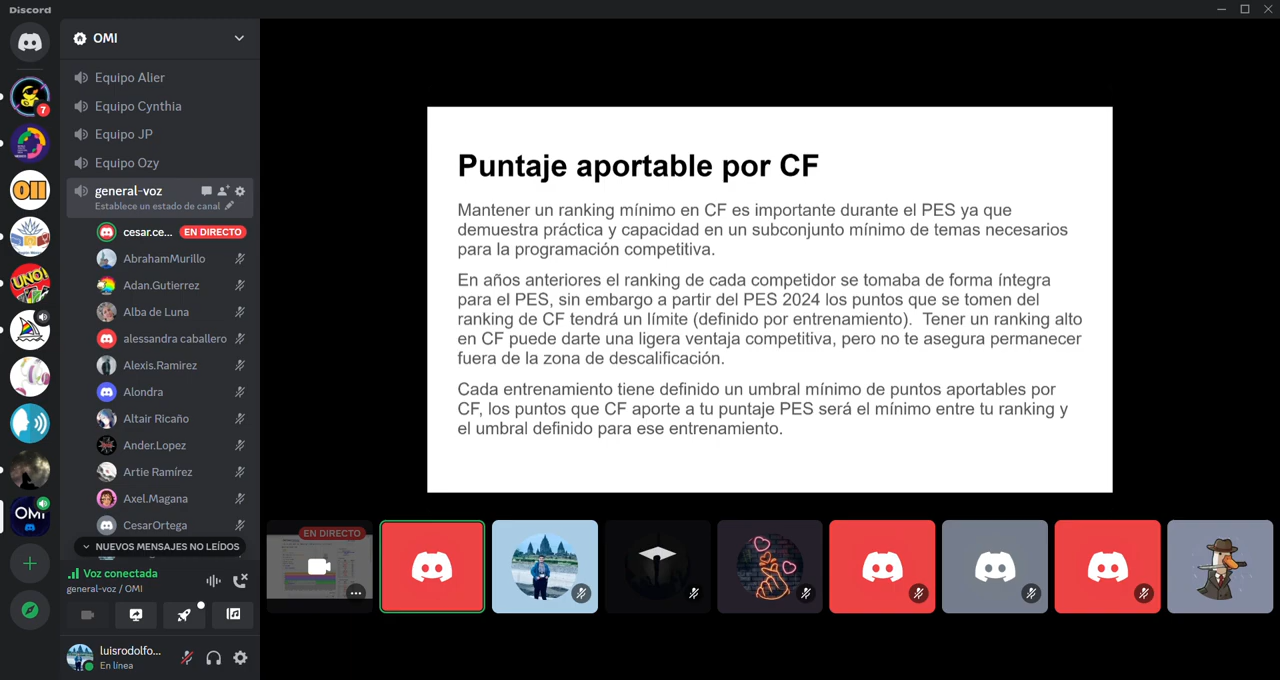 Discord
OMI
Equipo Alier
Equipo Cynthia
Equipo JP
Equipo Ozy
general-voz
Establece un estado de canal
cesar.ce... EN DIRECTO
AbrahamMurillo
Adan.Gutierrez
Alba de Luna
alessandra caballero
Alexis.Ramirez
Alondra
Altair Ricaño
Ander.Lopez
Artie Ramírez
Axel.Magana
CesarOrtega
NUEVOS MENSAJES NO LEÍDOS
Voz conectada
general-voz / OMI
luisrodolfo...
En línea
7
OII
UNO!
OMI
Puntaje aportable por CF
Mantener un ranking mínimo en CF es importante durante el PES ya que
demuestra práctica y capacidad en un subconjunto mínimo de temas necesarios
para la programación competitiva.
En años anteriores el ranking de cada competidor se tomaba de forma íntegra
para el PES, sin embargo a partir del PES 2024 los puntos que se tomen del
ranking de CF tendrá un límite (definido por entrenamiento).  Tener un ranking alto
en CF puede darte una ligera ventaja competitiva, pero no te asegura permanecer
fuera de la zona de descalificación.
Cada entrenamiento tiene definido un umbral mínimo de puntos aportables por
CF, los puntos que CF aporte a tu puntaje PES será el mínimo entre tu ranking y
el umbral definido para ese entrenamiento.
EN DIRECTO